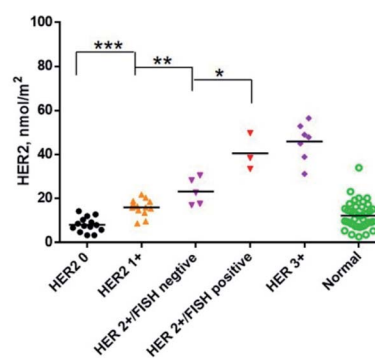 100
80
60
40
20
0
HER2, nmol/m²
***
**
*
HER2 0
HER2 1+
HER 2+/FISH negtive
HER 2+/FISH positive
HER 3+
Normal